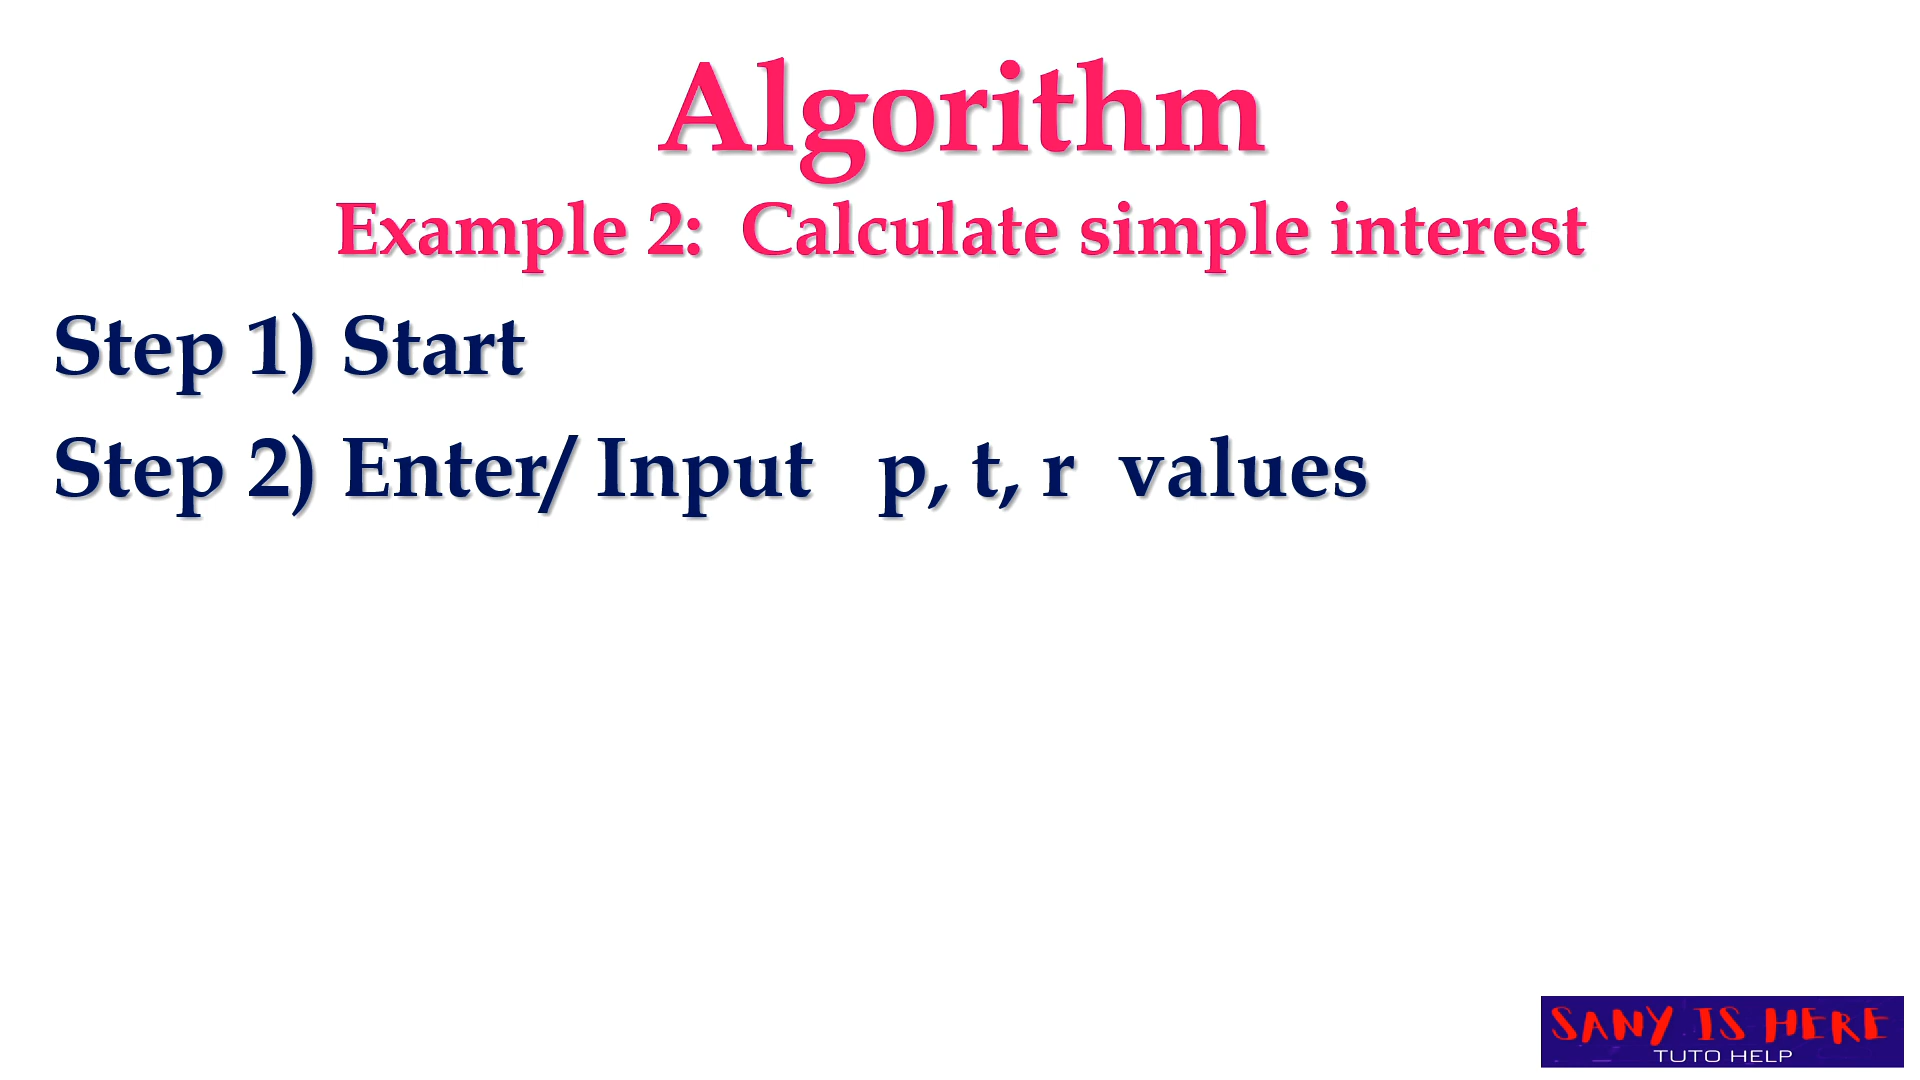 Algorithm
Example 2: Calculate simple interest
Step 1) Start
Step 2) Enter/ Input p, t, r values
SANY IS HERE
TUTO HELP